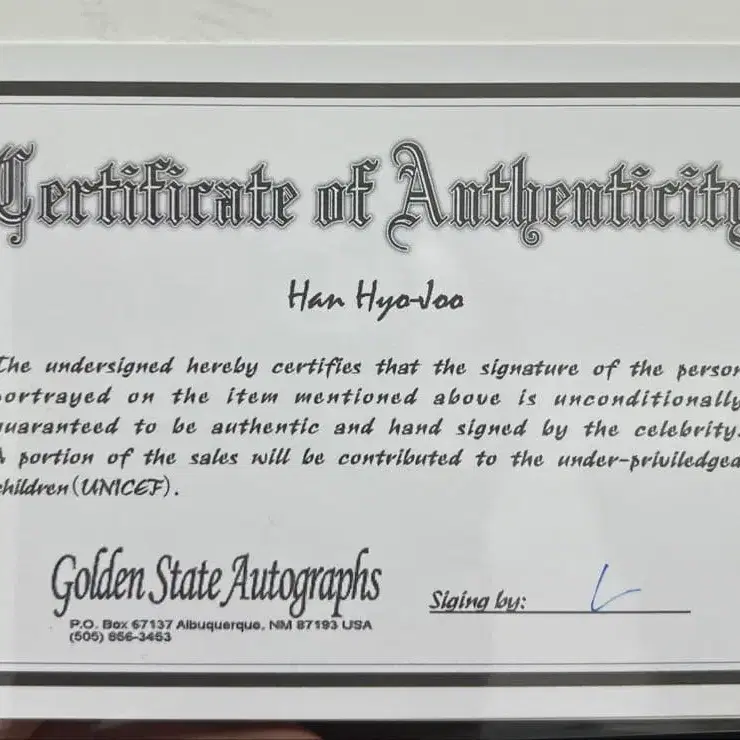 Certificate of Authenticity
Han Hyo-Joo
The undersigned hereby certifies that the signature of the person
portrayed on the item mentioned above is unconditionally
guaranteed to be authentic and hand signed by the celebrity.
A portion of the sales will be contributed to the under-priviledged
children(UNICEF).
Golden State Autographs
P.O. Box 67137 Albuquerque, NM 87193 USA
(505) 856-3453
Siging by: